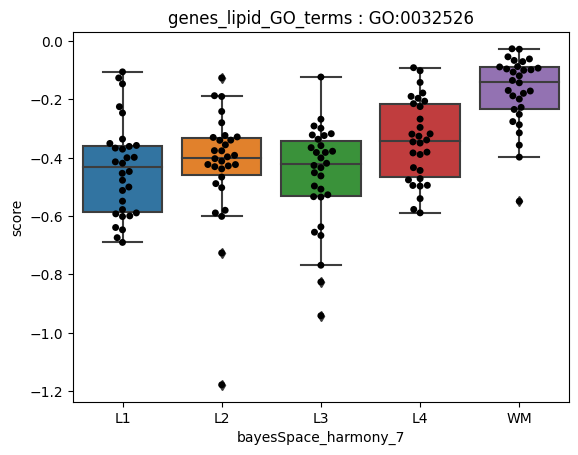 genes_lipid_GO_terms : GO:0032526
score
0.0
−0.2
−0.4
−0.6
−0.8
−1.0
−1.2
L1 L2 L3 L4 WM
bayesSpace_harmony_7